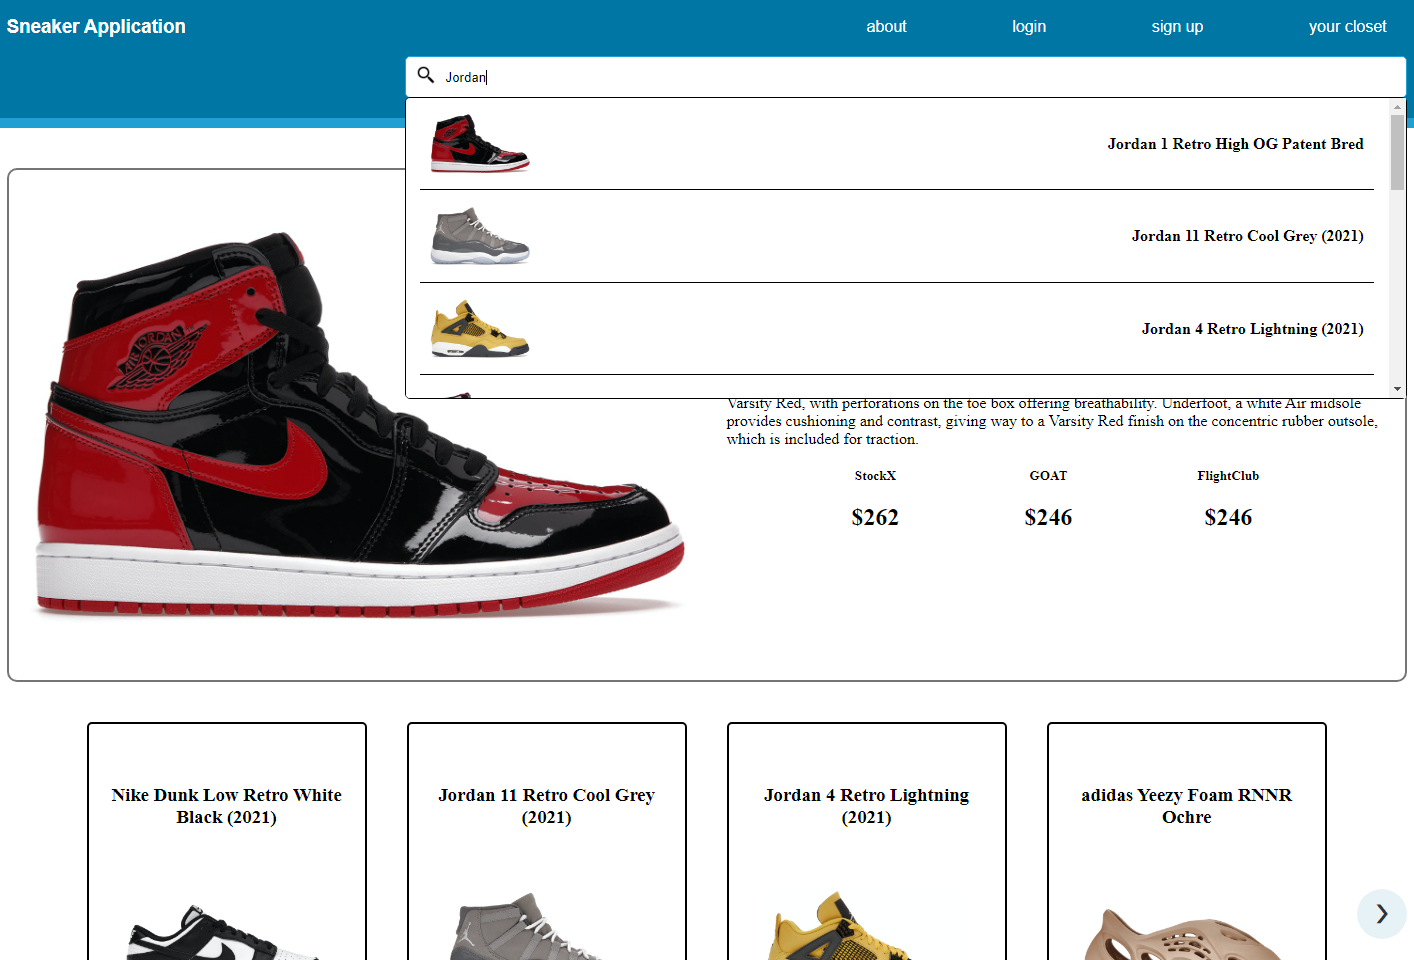 Sneaker Application
about
login
sign up
your closet
Jordan
Jordan 1 Retro High OG Patent Bred
Jordan 11 Retro Cool Grey (2021)
Jordan 4 Retro Lightning (2021)
AIR JORDAN
Varsity Red, with perforations on the toe box offering breathability. Underfoot, a white Air midsole
provides cushioning and contrast, giving way to a Varsity Red finish on the concentric rubber outsole,
which is included for traction.
StockX
GOAT
FlightClub
$262
$246
$246
Nike Dunk Low Retro White
Black (2021)
Jordan 11 Retro Cool Grey
(2021)
Jordan 4 Retro Lightning
(2021)
adidas Yeezy Foam RNNR
Ochre